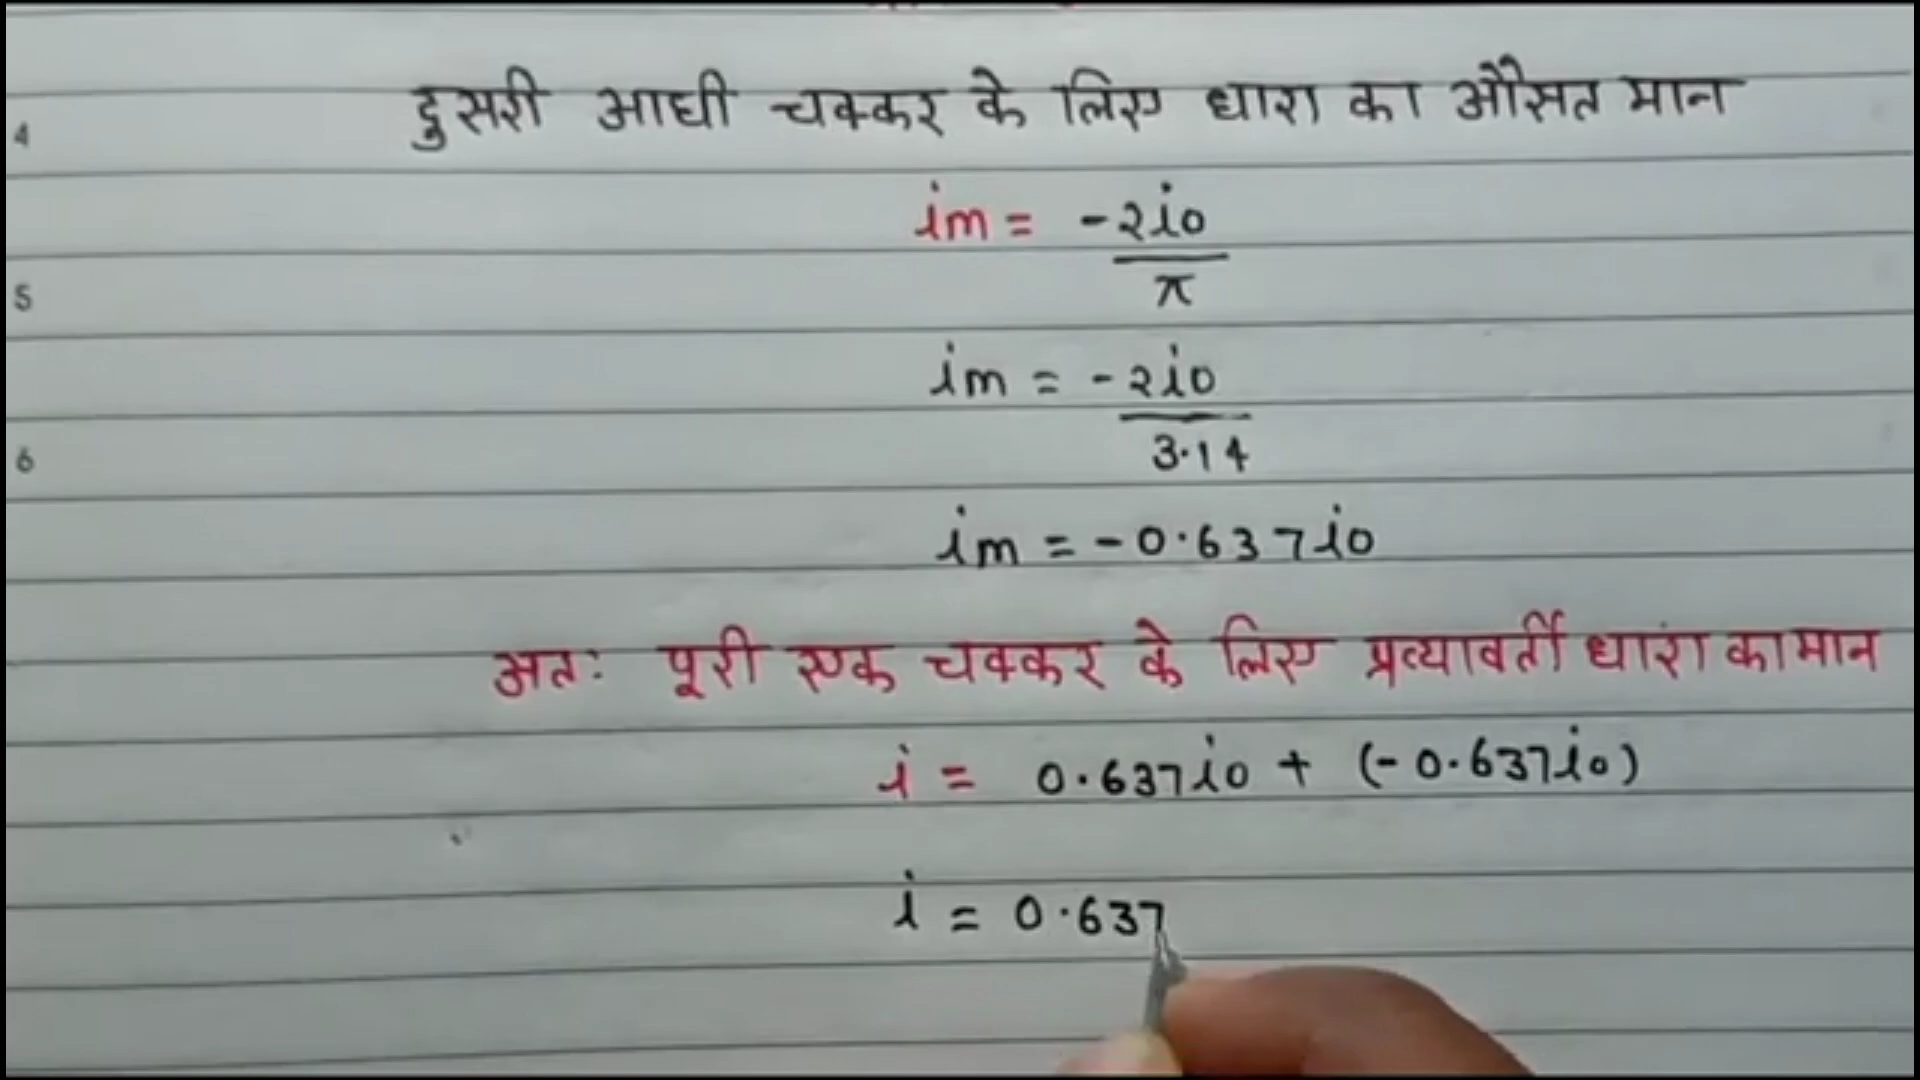 4
दुसरी आधी चक्कर के लिए धारा का औसत मान
im = -2i0
π
5
im = -2i0
3.14
6
im = -0.637i0
अतः पूरी एक चक्कर के लिए प्रत्यावर्ती धारा का मान
i = 0.637i0 + (-0.637i0)
i = 0.637